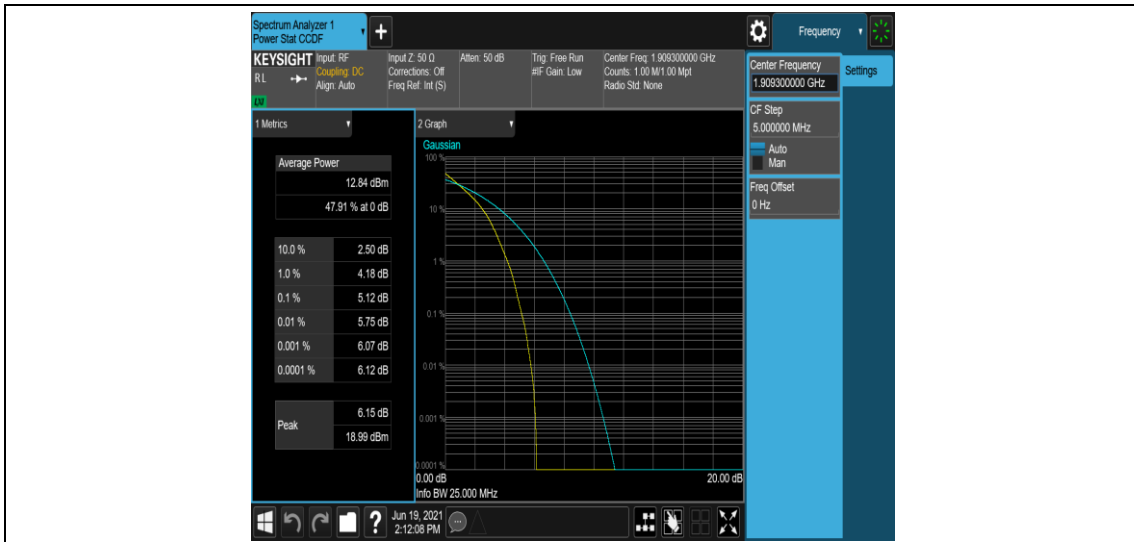 Spectrum Analyzer 1
Power Stat CCDF
Frequency
KEYSIGHT
RL
LXI
Input: RF
Coupling: DC
Align: Auto
Input Z: 50 Ω
Corrections: Off
Freq Ref: Int (S)
Atten: 50 dB
Trig: Free Run
#IF Gain: Low
Center Freq: 1.909300000 GHz
Counts: 1.00 M/1.00 Mpt
Radio Std: None
Center Frequency
1.909300000 GHz
Settings
CF Step
5.000000 MHz
Auto
Man
Freq Offset
0 Hz
1 Metrics
Average Power
12.84 dBm
47.91 % at 0 dB
10.0 % 2.50 dB
1.0 % 4.18 dB
0.1 % 5.12 dB
0.01 % 5.75 dB
0.001 % 6.07 dB
0.0001 % 6.12 dB
Peak
6.15 dB
18.99 dBm
2 Graph
Gaussian
100 %
10 %
1 %
0.1 %
0.01 %
0.001 %
0.0001 %
0.00 dB 20.00 dB
Info BW 25.000 MHz
Jun 19, 2021
2:12:08 PM